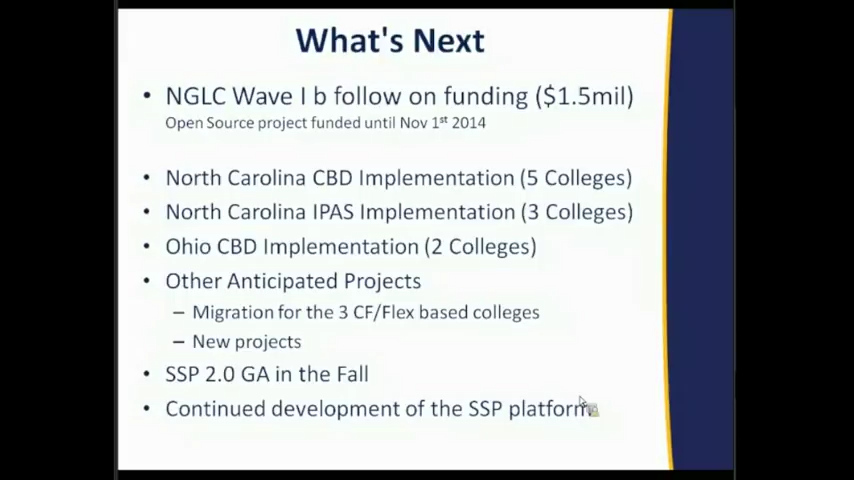 What's Next
• NGLC Wave I b follow on funding ($1.5mil)
Open Source project funded until Nov 1st 2014
• North Carolina CBD Implementation (5 Colleges)
• North Carolina IPAS Implementation (3 Colleges)
• Ohio CBD Implementation (2 Colleges)
• Other Anticipated Projects
– Migration for the 3 CF/Flex based colleges
– New projects
• SSP 2.0 GA in the Fall
• Continued development of the SSP platform